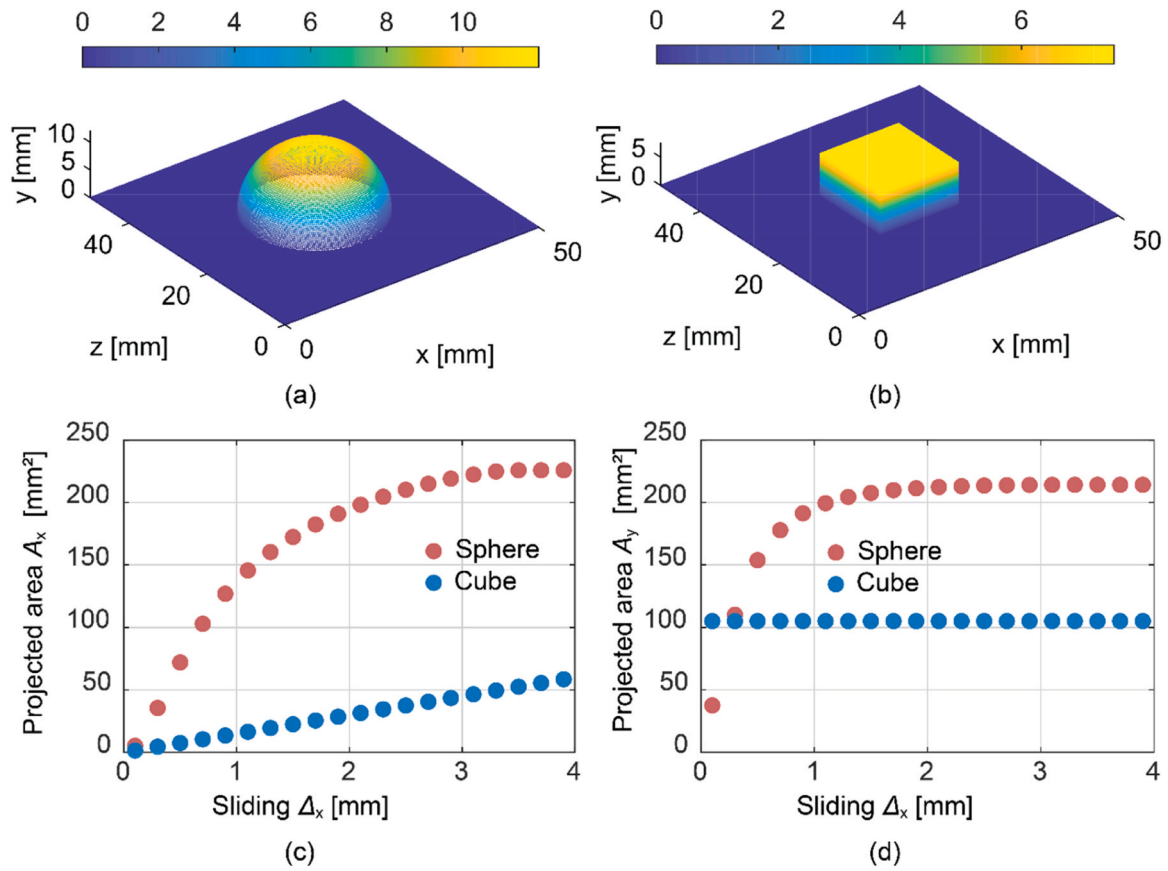 0 2 4 6 8 10
0 2 4 6
y [mm]
10
5
0
40
20
0
z [mm]
0
50
x [mm]
(a)
y [mm]
5
0
40
20
0
z [mm]
0
50
x [mm]
(b)
Projected area Aₓ [mm²]
250
200
150
100
50
0
Sphere
Cube
0 1 2 3 4
Sliding Δₓ [mm]
(c)
Projected area Aᵧ [mm²]
250
200
150
100
50
0
Sphere
Cube
0 1 2 3 4
Sliding Δₓ [mm]
(d)